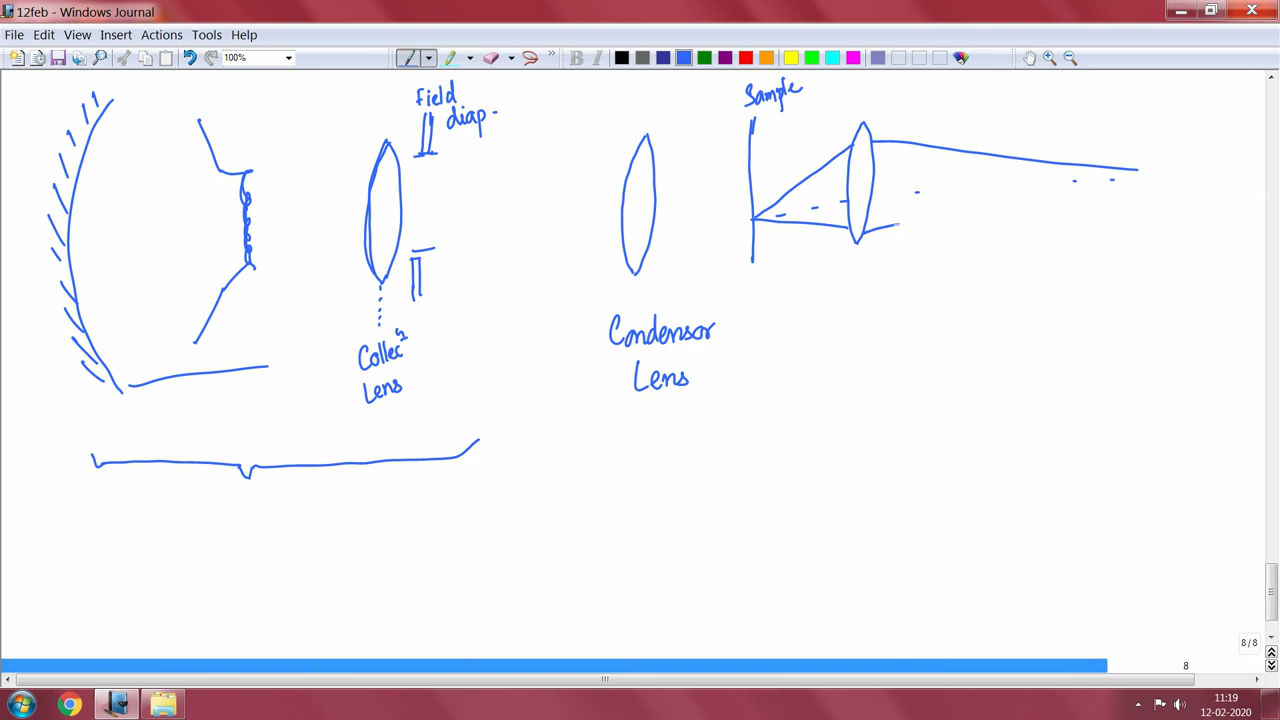 12feb - Windows Journal
File Edit View Insert Actions Tools Help
100%
Field
diap -
Sample
Collec
Lens
Condensor
Lens
8/8
8
11:19
12-02-2020